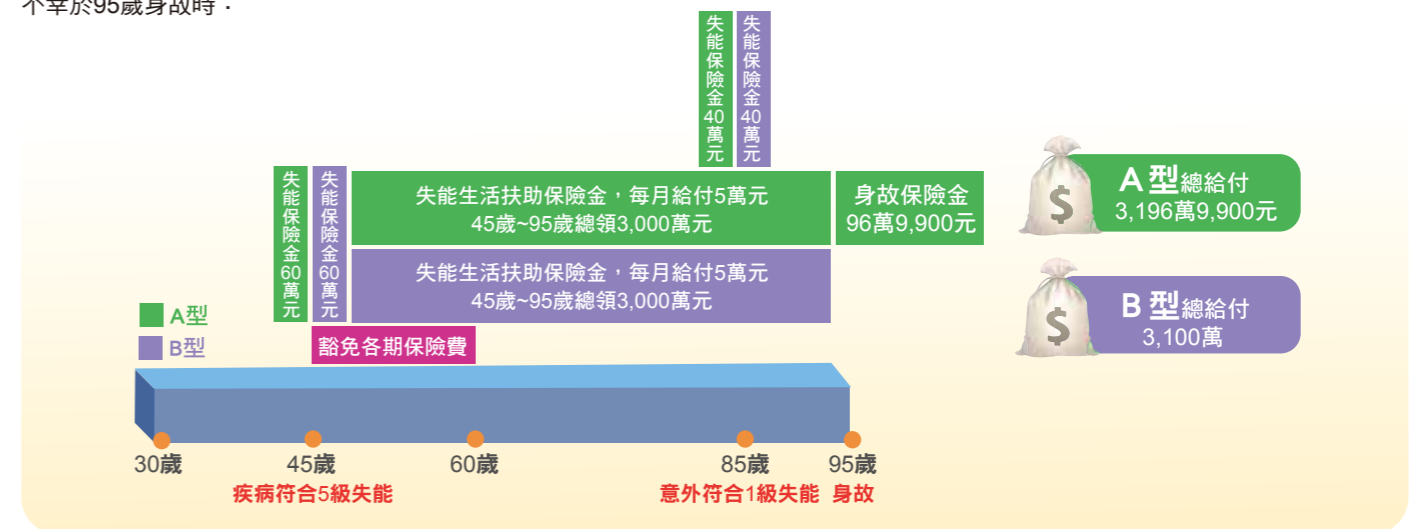 不幸於95歲身故時：
失能保險金40萬元
失能保險金40萬元
失能保險金60萬元
失能保險金60萬元
失能生活扶助保險金，每月給付5萬元
45歲~95歲總領3,000萬元
身故保險金
96萬9,900元
$
A 型總給付
3,196萬9,900元
失能生活扶助保險金，每月給付5萬元
45歲~95歲總領3,000萬元
$
B 型總給付
3,100萬
A型
B型
豁免各期保險費
30歲
45歲
60歲
85歲
95歲
疾病符合5級失能
意外符合1級失能
身故